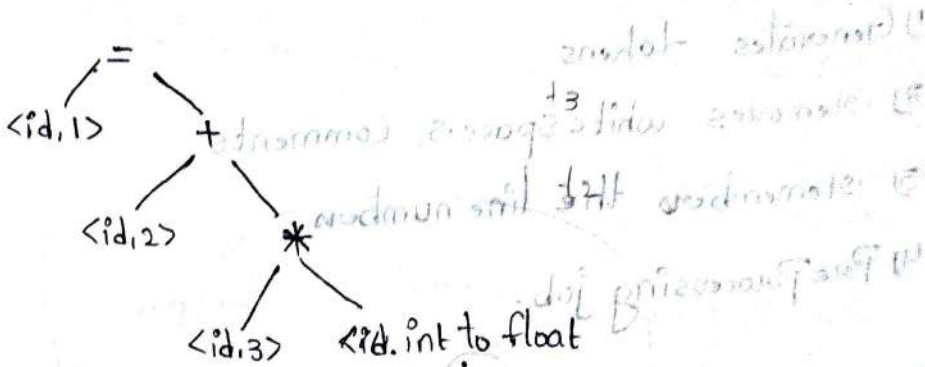 =
<id,1> +
<id,2> *
<id,3> <id. int to float
1) Generates tokens
2) removes white spaces, comments
3) remembers the line numbers
4) Pre Processing job.